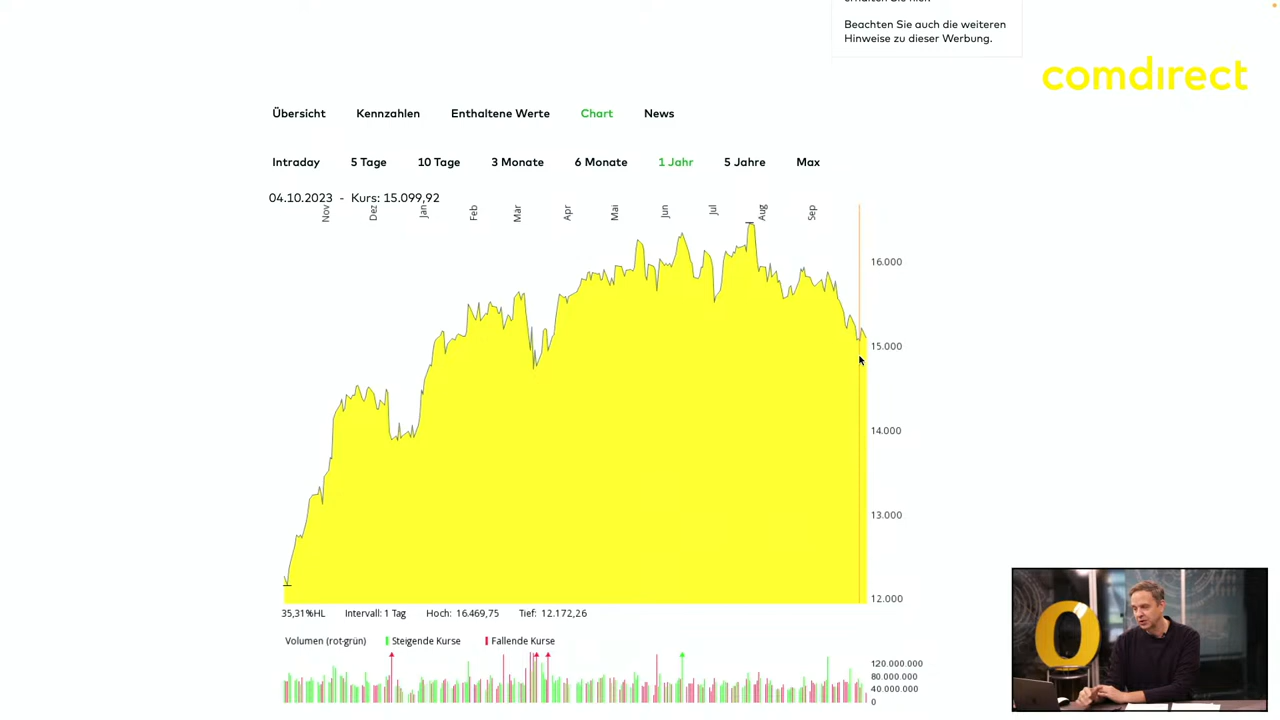 erhalten Sie hier.
Beachten Sie auch die weiteren
Hinweise zu dieser Werbung.
comdirect
Übersicht Kennzahlen Enthaltene Werte Chart News
Intraday 5 Tage 10 Tage 3 Monate 6 Monate 1 Jahr 5 Jahre Max
04.10.2023 - Kurs: 15.099,92
Nov Dez Jan Feb Mär Apr Mai Jun Jul Aug Sep
16.000
15.000
14.000
13.000
12.000
35,31%HL Intervall: 1 Tag Hoch: 16.469,75 Tief: 12.172,26
Volumen (rot-grün) Steigende Kurse Fallende Kurse
120.000.000
80.000.000
40.000.000
0